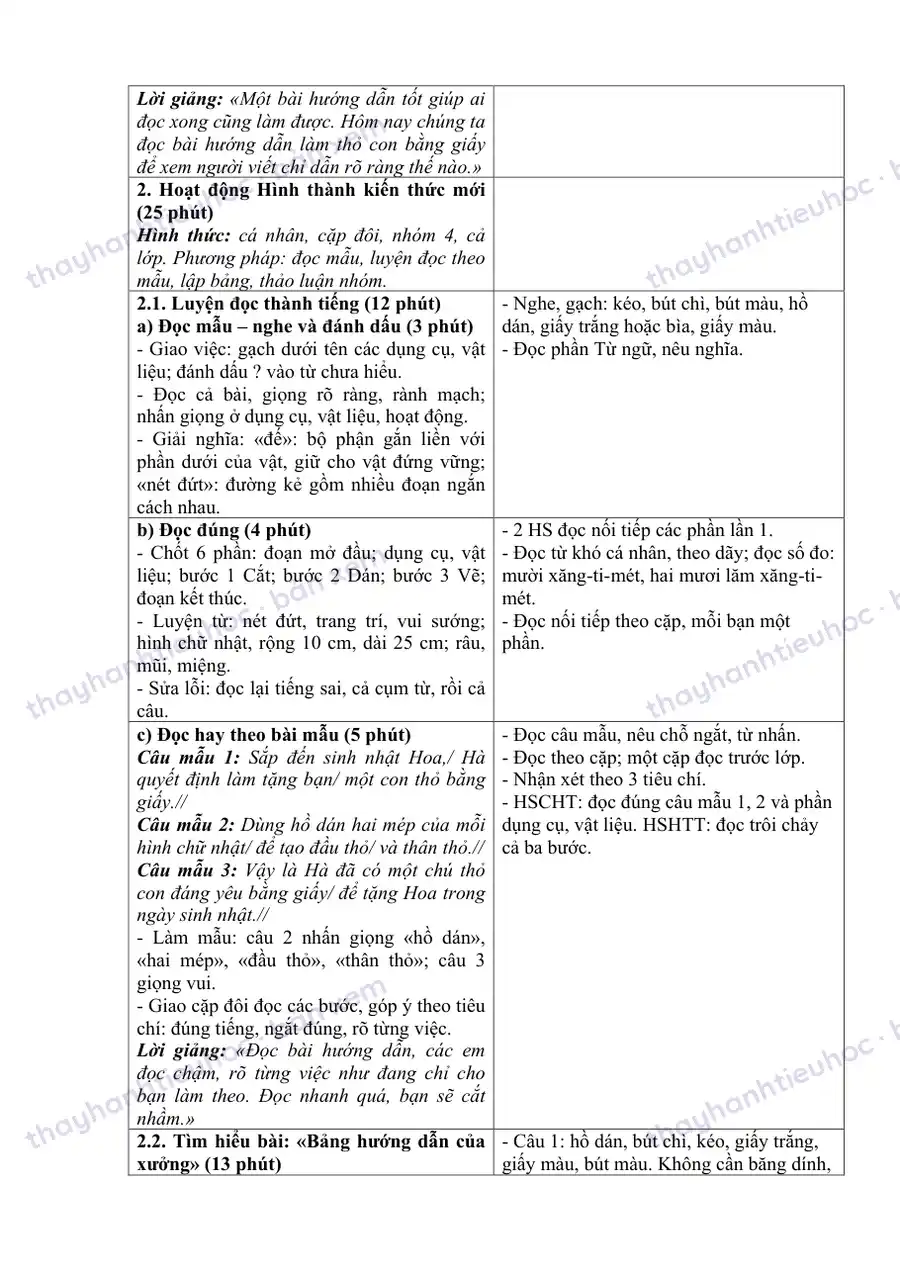 Lời giảng: «Một bài hướng dẫn tốt giúp ai
đọc xong cũng làm được. Hôm nay chúng ta
đọc bài hướng dẫn làm thỏ con bằng giấy
để xem người viết chỉ dẫn rõ ràng thế nào.»
2. Hoạt động Hình thành kiến thức mới
(25 phút)
Hình thức: cá nhân, cặp đôi, nhóm 4, cả
lớp. Phương pháp: đọc mẫu, luyện đọc theo
mẫu, lập bảng, thảo luận nhóm.
2.1. Luyện đọc thành tiếng (12 phút)
a) Đọc mẫu – nghe và đánh dấu (3 phút)
- Giao việc: gạch dưới tên các dụng cụ, vật
liệu; đánh dấu ? vào từ chưa hiểu.
- Đọc cả bài, giọng rõ ràng, rành mạch;
nhấn giọng ở dụng cụ, vật liệu, hoạt động.
- Giải nghĩa: «đế»: bộ phận gắn liền với
phần dưới của vật, giữ cho vật đứng vững;
«nét đứt»: đường kẻ gồm nhiều đoạn ngắn
cách nhau.
- Nghe, gạch: kéo, bút chì, bút màu, hồ
dán, giấy trắng hoặc bìa, giấy màu.
- Đọc phần Từ ngữ, nêu nghĩa.
b) Đọc đúng (4 phút)
- Chốt 6 phần: đoạn mở đầu; dụng cụ, vật
liệu; bước 1 Cắt; bước 2 Dán; bước 3 Vẽ;
đoạn kết thúc.
- Luyện từ: nét đứt, trang trí, vui sướng;
hình chữ nhật, rộng 10 cm, dài 25 cm; râu,
mũi, miệng.
- Sửa lỗi: đọc lại tiếng sai, cả cụm từ, rồi cả
câu.
- 2 HS đọc nối tiếp các phần lần 1.
- Đọc từ khó cá nhân, theo dãy; đọc số đo:
mười xăng-ti-mét, hai mươi lăm xăng-ti-
mét.
- Đọc nối tiếp theo cặp, mỗi bạn một
phần.
c) Đọc hay theo bài mẫu (5 phút)
Câu mẫu 1: Sắp đến sinh nhật Hoa,/ Hà
quyết định làm tặng bạn/ một con thỏ bằng
giấy.//
Câu mẫu 2: Dùng hồ dán hai mép của mỗi
hình chữ nhật/ để tạo đầu thỏ/ và thân thỏ.//
Câu mẫu 3: Vậy là Hà đã có một chú thỏ
con đáng yêu bằng giấy/ để tặng Hoa trong
ngày sinh nhật.//
- Làm mẫu: câu 2 nhấn giọng «hồ dán»,
«hai mép», «đầu thỏ», «thân thỏ»; câu 3
giọng vui.
- Giao cặp đôi đọc các bước, góp ý theo tiêu
chí: đúng tiếng, ngắt đúng, rõ từng việc.
Lời giảng: «Đọc bài hướng dẫn, các em
đọc chậm, rõ từng việc như đang chỉ cho
bạn làm theo. Đọc nhanh quá, bạn sẽ cắt
nhầm.»
- Đọc câu mẫu, nêu chỗ ngắt, từ nhấn.
- Đọc theo cặp; một cặp đọc trước lớp.
- Nhận xét theo 3 tiêu chí.
- HSCHT: đọc đúng câu mẫu 1, 2 và phần
dụng cụ, vật liệu. HSHTT: đọc trôi chảy
cả ba bước.
2.2. Tìm hiểu bài: «Bảng hướng dẫn của
xưởng» (13 phút)
- Câu 1: hồ dán, bút chì, kéo, giấy trắng,
giấy màu, bút màu. Không cần băng dính,
thayhanhtieuhoc · bản xem
thayhanhtieuhoc · b
thayhanhtieuhoc · bản xem
thayhanhtieuhoc · b
thayhanhtieuhoc · bản xem
thayhanhtieuhoc · b